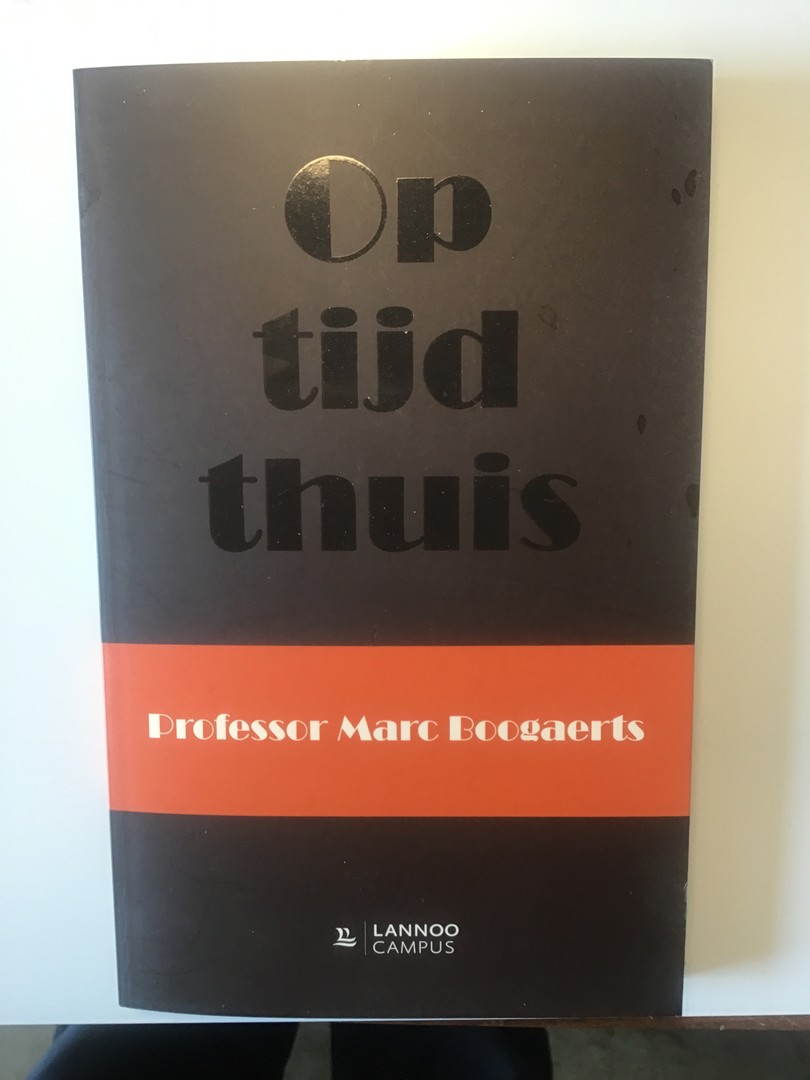 Op
tijd
thuis
Professor Marc Boogaerts
LANNOO
CAMPUS